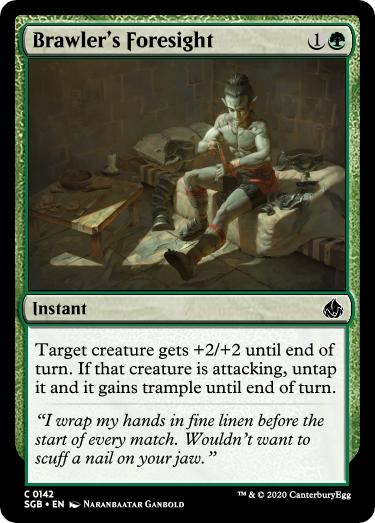 Brawler's Foresight 1
Instant
Target creature gets +2/+2 until end of
turn. If that creature is attacking, untap
it and it gains trample until end of turn.
“I wrap my hands in fine linen before the
start of every match. Wouldn't want to
scuff a nail on your jaw.”
C 0142
SGB • EN Naranbaatar Ganbold
™ & © 2020 CanterburyEgg